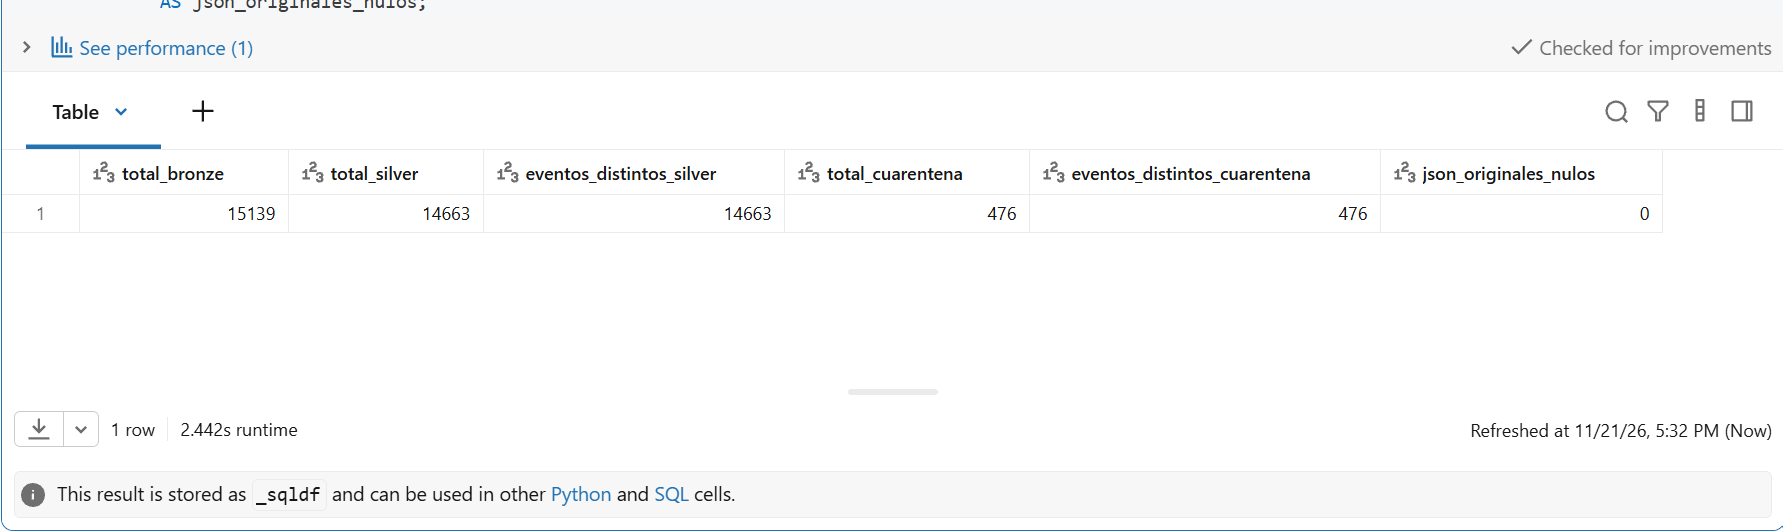 AS json_originales_nulos;
See performance (1)
Checked for improvements
Table
total_bronze total_silver eventos_distintos_silver total_cuarentena eventos_distintos_cuarentena json_originales_nulos
1 15139 14663 14663 476 476 0
1 row 2.442s runtime
Refreshed at 11/21/26, 5:32 PM (Now)
This result is stored as _sqldf and can be used in other Python and SQL cells.